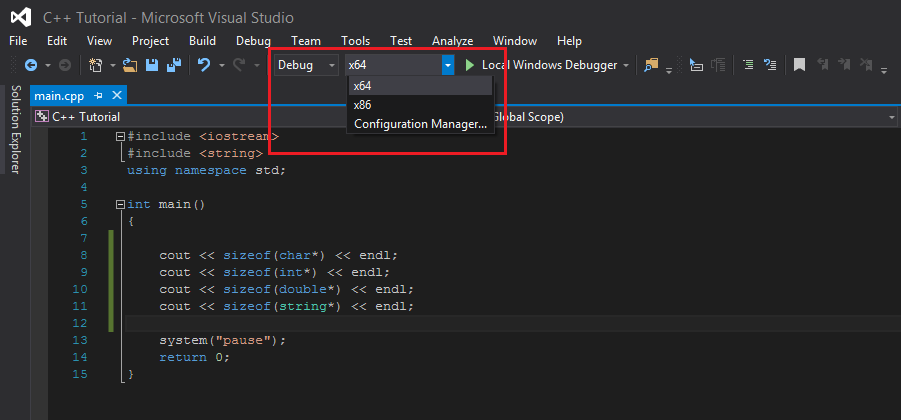 C++ Tutorial - Microsoft Visual Studio
File Edit View Project Build Debug Team Tools Test Analyze Window Help
Debug x64 Local Windows Debugger
x64
x86
Configuration Manager...
main.cpp
Solution Explorer
C++ Tutorial Global Scope)
1 #include <iostream>
2 #include <string>
3 using namespace std;
4
5 int main()
6 {
7
8 cout << sizeof(char*) << endl;
9 cout << sizeof(int*) << endl;
10 cout << sizeof(double*) << endl;
11 cout << sizeof(string*) << endl;
12
13 system("pause");
14 return 0;
15 }